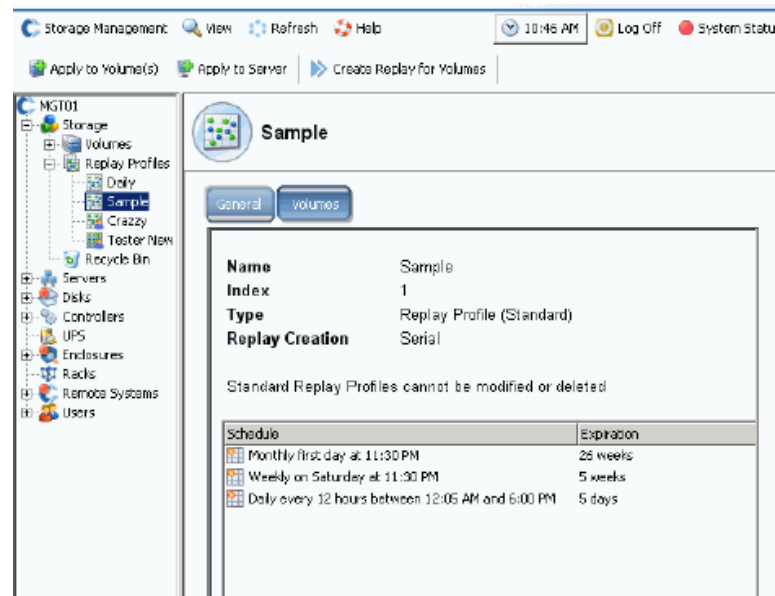 Storage Management View Refresh Help 10:46 AM Log Off System Statu
Apply to Volume(s) Apply to Server Create Replay for Volumes
MGT01
Storage
Volumes
Replay Profiles
Daily
Sample
Crazzy
Tester New
Recycle Bin
Servers
Disks
Controllers
UPS
Enclosures
Racks
Remote Systems
Users
Sample
General Volumes
Name Sample
Index 1
Type Replay Profile (Standard)
Replay Creation Serial
Standard Replay Profiles cannot be modified or deleted
Schedule Expiration
Monthly first day at 11:30 PM 26 weeks
Weekly on Saturday at 11:30 PM 5 weeks
Daily every 12 hours between 12:05 AM and 6:00 PM 5 days